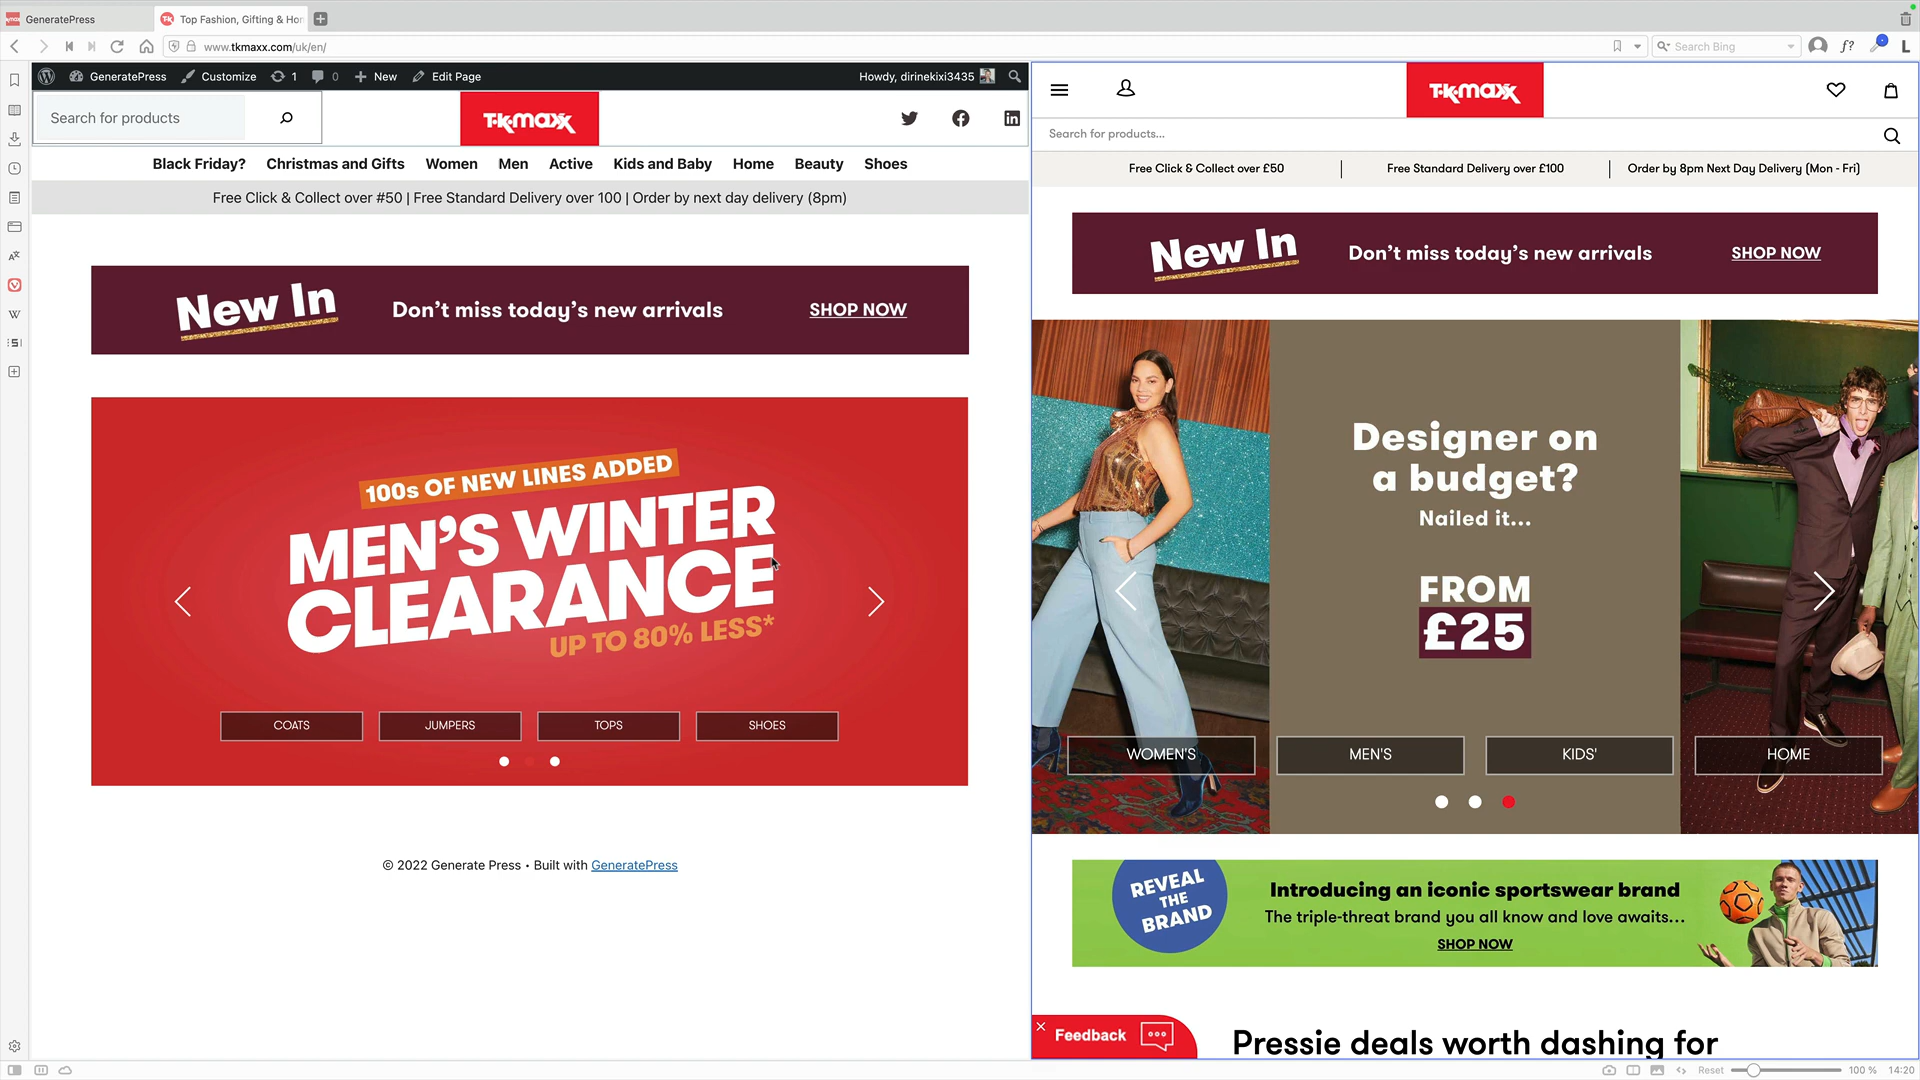 GeneratePress
Top Fashion, Gifting & Hon
www.tkmaxx.com/uk/en/
Search Bing
f?
L
GeneratePress
Customize
1
0
New
Edit Page
Howdy, dirinekixi3435
Search for products
TK maxx
Black Friday?
Christmas and Gifts
Women
Men
Active
Kids and Baby
Home
Beauty
Shoes
Free Click & Collect over #50 | Free Standard Delivery over 100 | Order by next day delivery (8pm)
New In
Don't miss today's new arrivals
SHOP NOW
100s OF NEW LINES ADDED
MEN'S WINTER
CLEARANCE
UP TO 80% LESS*
COATS
JUMPERS
TOPS
SHOES
© 2022 Generate Press • Built with GeneratePress
TK maxx
Search for products...
Free Click & Collect over £50
Free Standard Delivery over £100
Order by 8pm Next Day Delivery (Mon - Fri)
New In
Don't miss today's new arrivals
SHOP NOW
Designer on
a budget?
Nailed it...
FROM
£25
WOMEN'S
MEN'S
KIDS'
HOME
REVEAL
THE
BRAND
Introducing an iconic sportswear brand
The triple-threat brand you all know and love awaits...
SHOP NOW
Feedback
Pressie deals worth dashing for
Reset
100 %
14:20